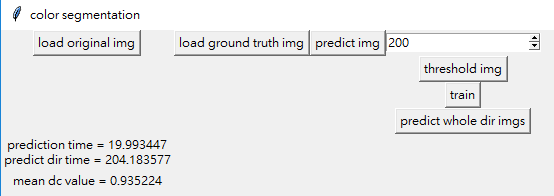 color segmentation
load original img load ground truth img predict img 200
threshold img
train
predict whole dir imgs
prediction time = 19.993447
predict dir time = 204.183577
mean dc value = 0.935224